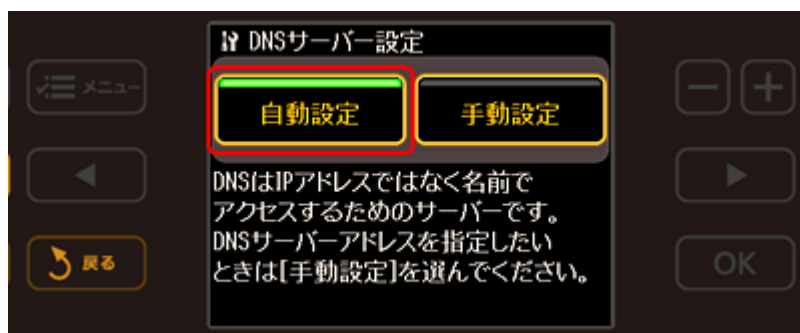 DNSサーバー設定
メニュー
自動設定
手動設定
DNSはIPアドレスではなく名前で
アクセスするためのサーバーです。
DNSサーバーアドレスを指定したい
ときは[手動設定]を選んでください。
戻る
OK